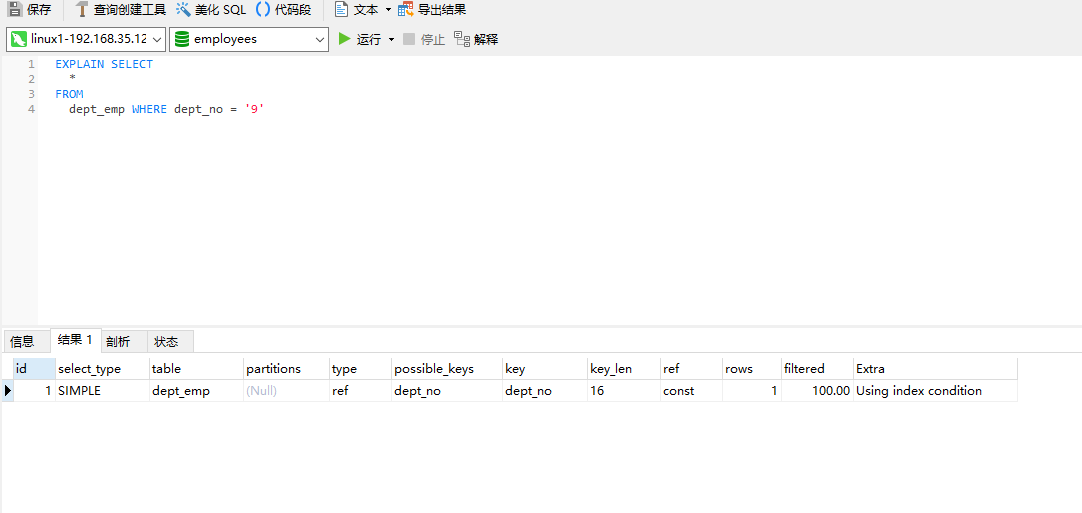 保存 查询创建工具 美化 SQL 代码段 文本 导出结果
linux1-192.168.35.12 employees 运行 停止 解释
1 EXPLAIN SELECT
2 *
3 FROM
4 dept_emp WHERE dept_no = '9'
信息 结果 1 剖析 状态
id select_type table partitions type possible_keys key key_len ref rows filtered Extra
1 SIMPLE dept_emp (Null) ref dept_no dept_no 16 const 1 100.00 Using index condition